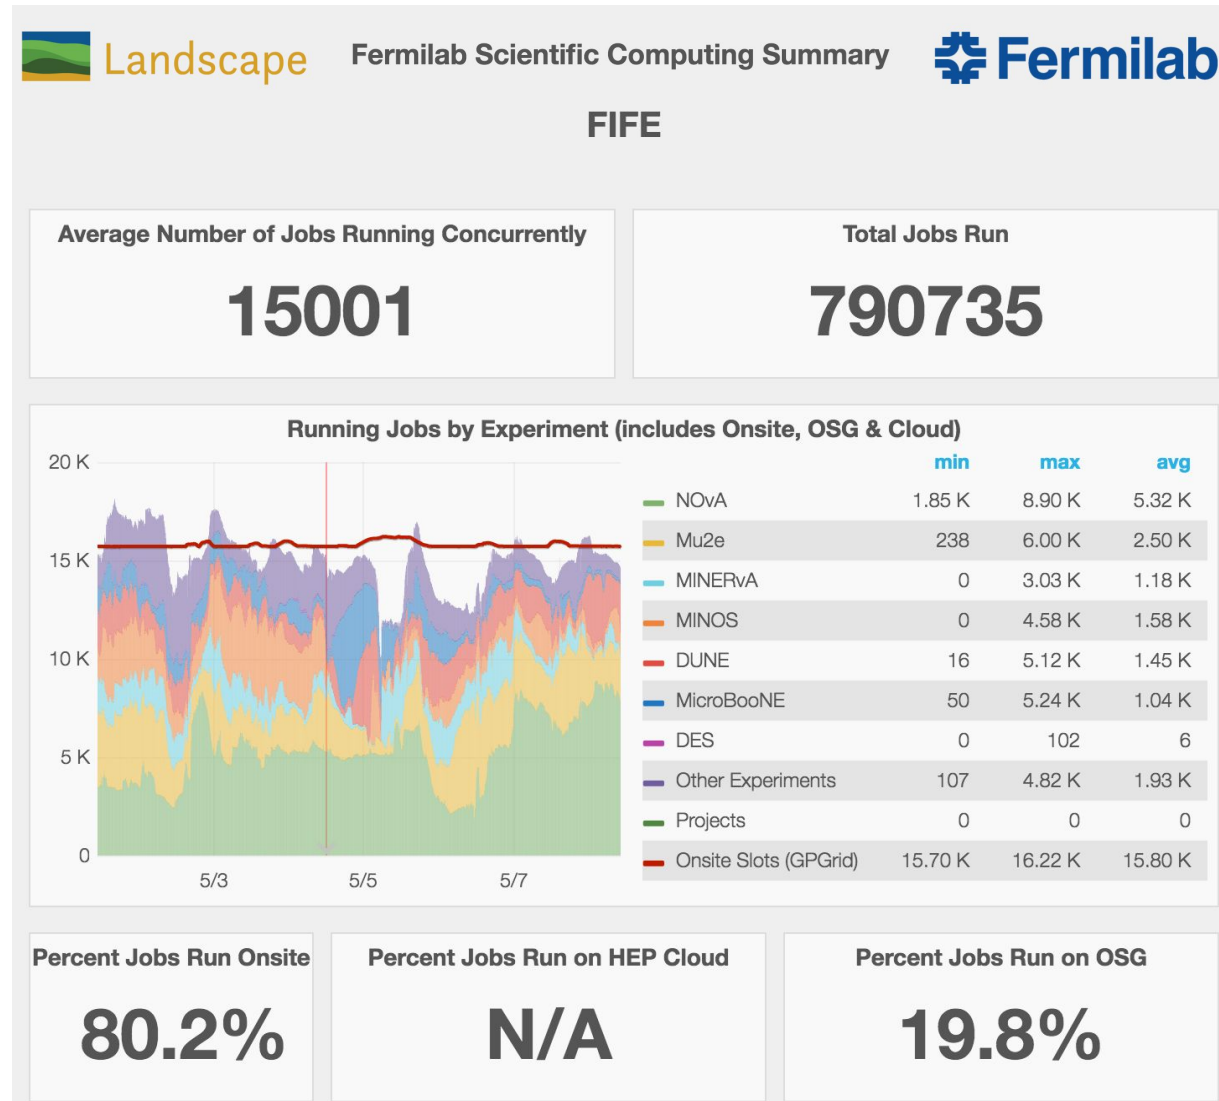 Landscape
Fermilab Scientific Computing Summary
Fermilab
FIFE
Average Number of Jobs Running Concurrently
15001
Total Jobs Run
790735
Running Jobs by Experiment (includes Onsite, OSG & Cloud)
20 K
15 K
10 K
5 K
0
5/3 5/5 5/7
min max avg
NOvA 1.85 K 8.90 K 5.32 K
Mu2e 238 6.00 K 2.50 K
MINERvA 0 3.03 K 1.18 K
MINOS 0 4.58 K 1.58 K
DUNE 16 5.12 K 1.45 K
MicroBooNE 50 5.24 K 1.04 K
DES 0 102 6
Other Experiments 107 4.82 K 1.93 K
Projects 0 0 0
Onsite Slots (GPGrid) 15.70 K 16.22 K 15.80 K
Percent Jobs Run Onsite
80.2%
Percent Jobs Run on HEP Cloud
N/A
Percent Jobs Run on OSG
19.8%